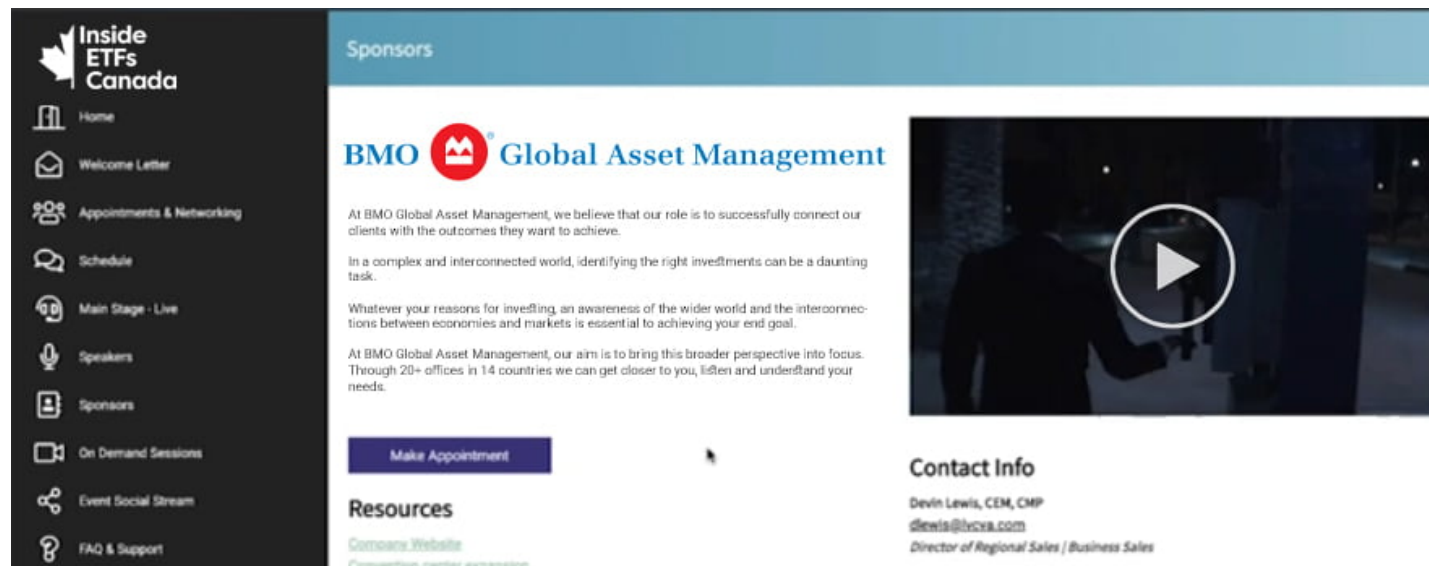 Inside
ETFs
Canada
Home
Welcome Letter
Appointments & Networking
Schedule
Main Stage - Live
Speakers
Sponsors
On Demand Sessions
Event Social Stream
FAQ & Support
Sponsors
BMO Global Asset Management
At BMO Global Asset Management, we believe that our role is to successfully connect our
clients with the outcomes they want to achieve.
In a complex and interconnected world, identifying the right investments can be a daunting
task.
Whatever your reasons for investing, an awareness of the wider world and the interconnec-
tions between economies and markets is essential to achieving your end goal.
At BMO Global Asset Management, our aim is to bring this broader perspective into focus.
Through 20+ offices in 14 countries we can get closer to you, listen and understand your
needs.
Make Appointment
Resources
Company Website
Convention center expansion
Contact Info
Devin Lewis, CEM, CMP
dlewis@lvcva.com
Director of Regional Sales / Business Sales